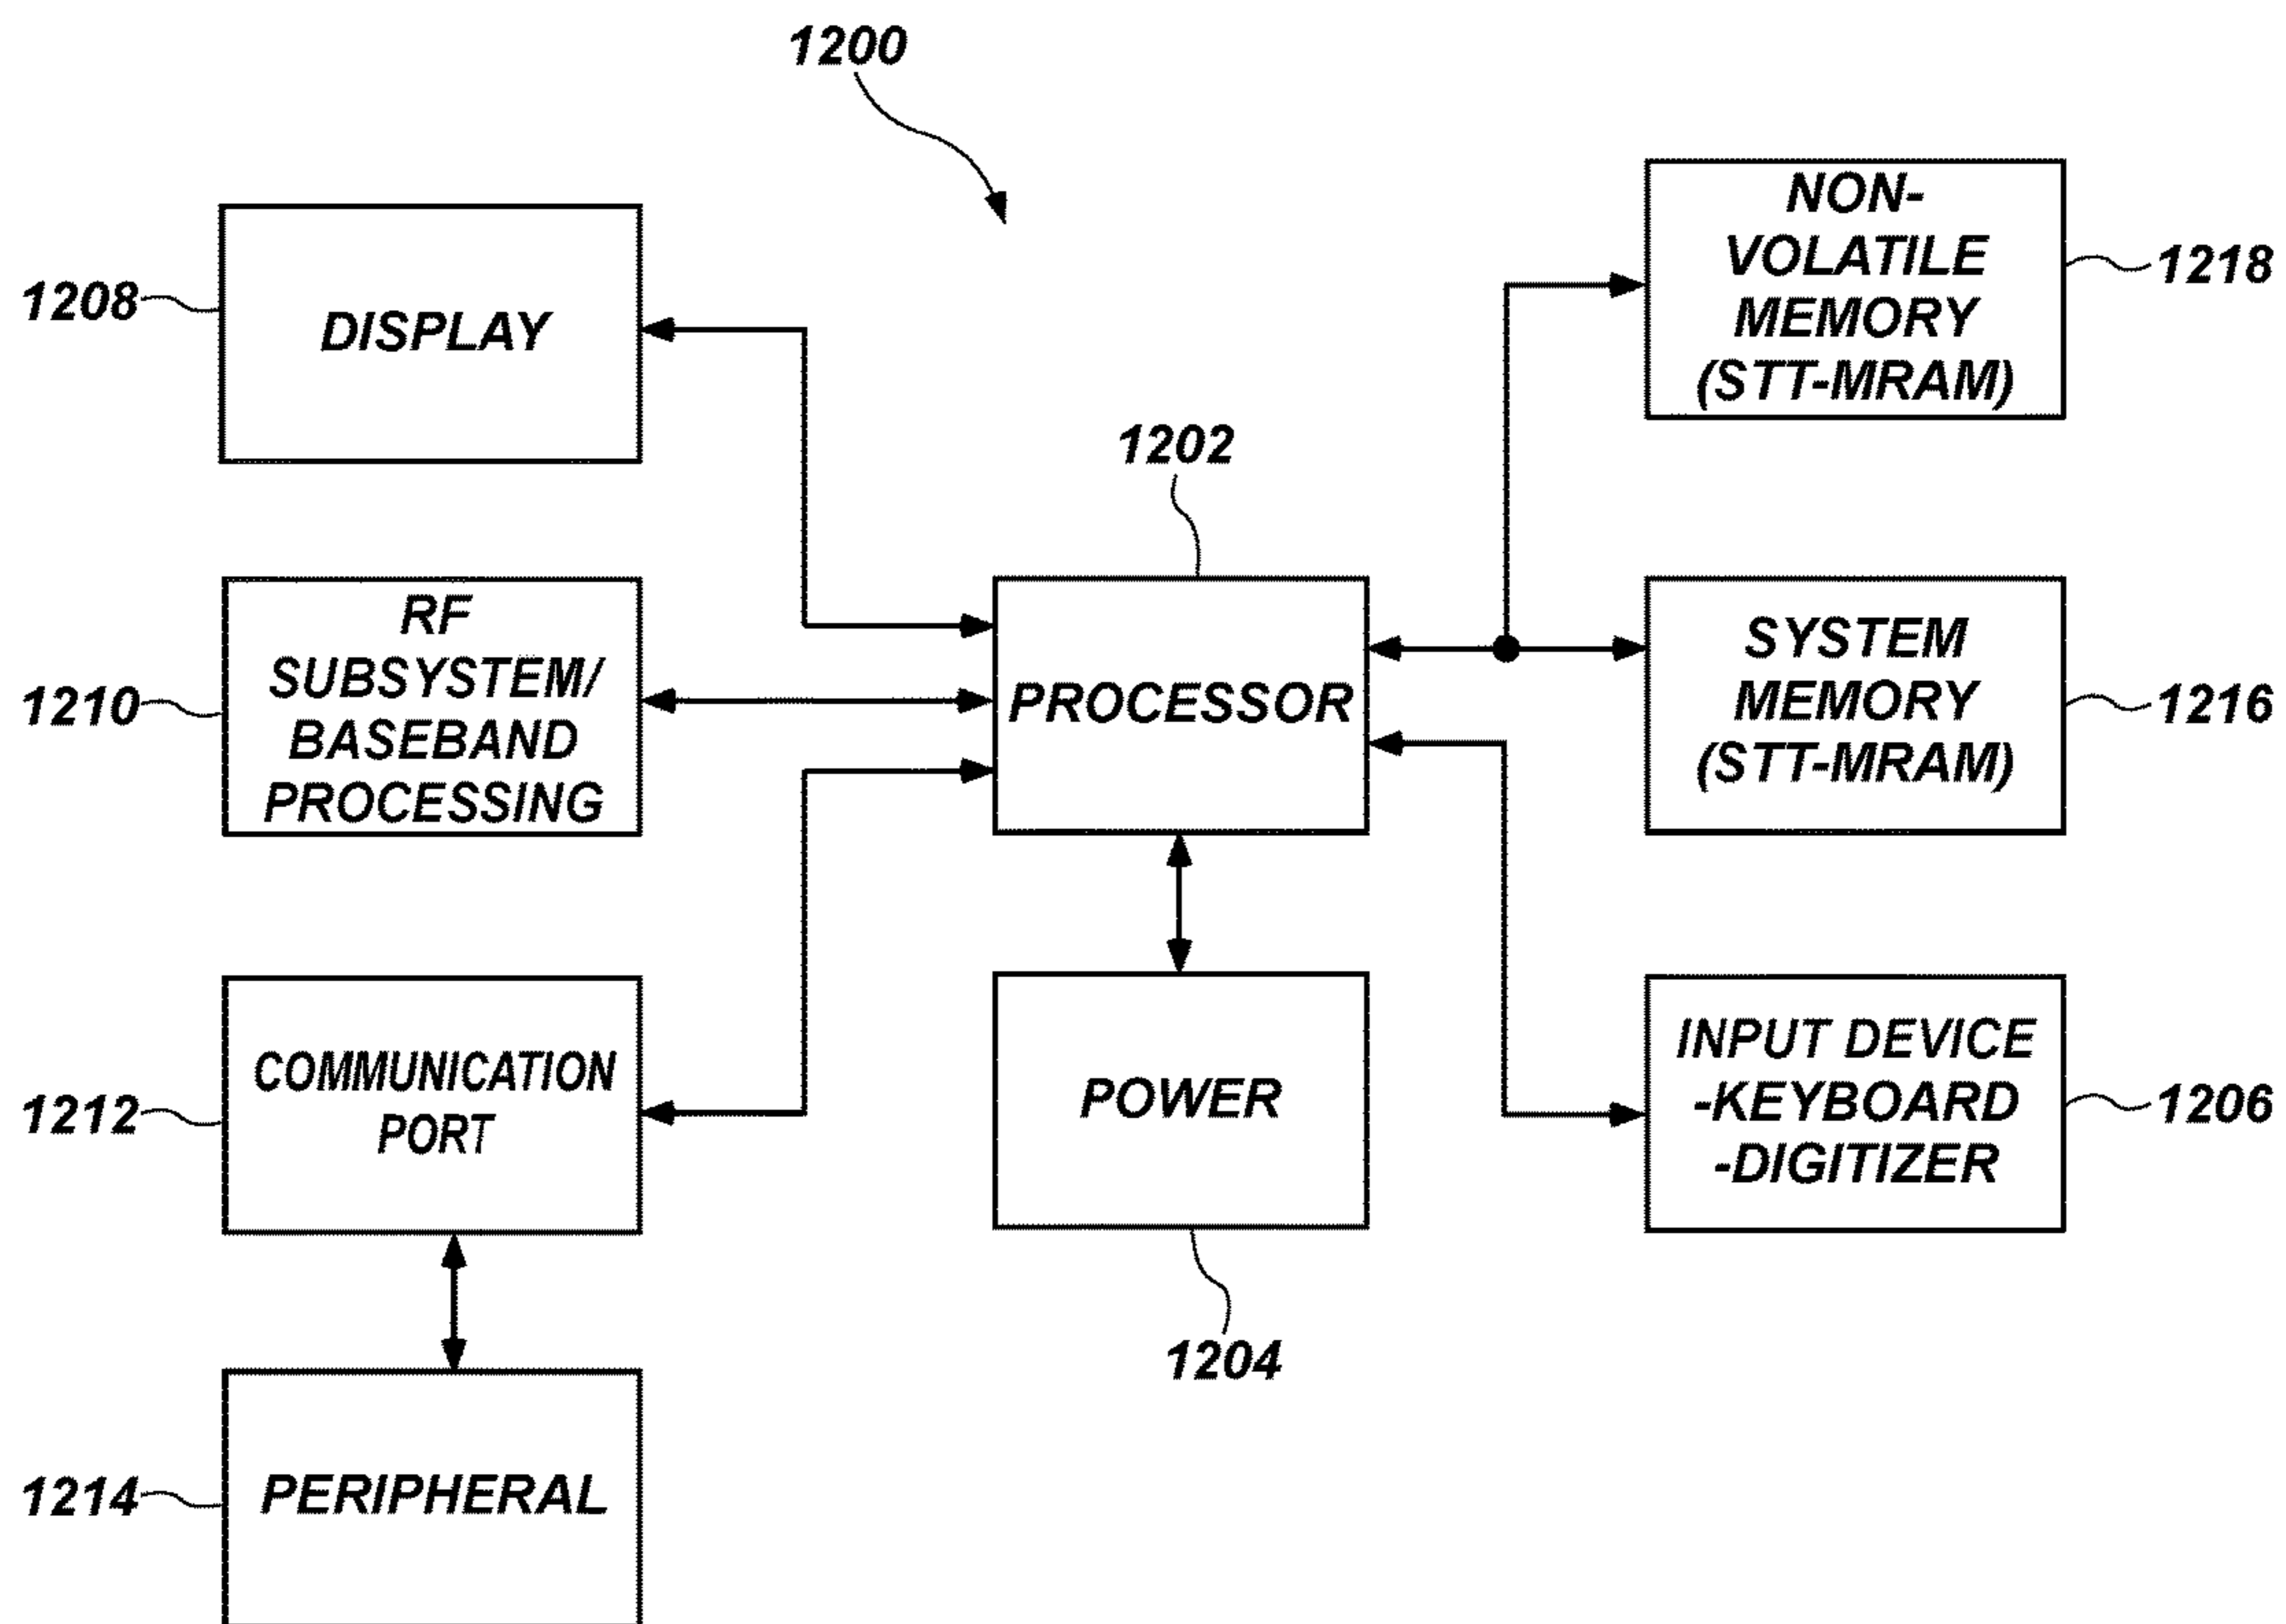 1200
NON-
VOLATILE
MEMORY
(STT-MRAM)
1218
1208
DISPLAY
1202
RF
SUBSYSTEM/
BASEBAND
PROCESSING
1210
PROCESSOR
SYSTEM
MEMORY
(STT-MRAM)
1216
COMMUNICATION
PORT
1212
POWER
1204
INPUT DEVICE
-KEYBOARD
-DIGITIZER
1206
1214
PERIPHERAL